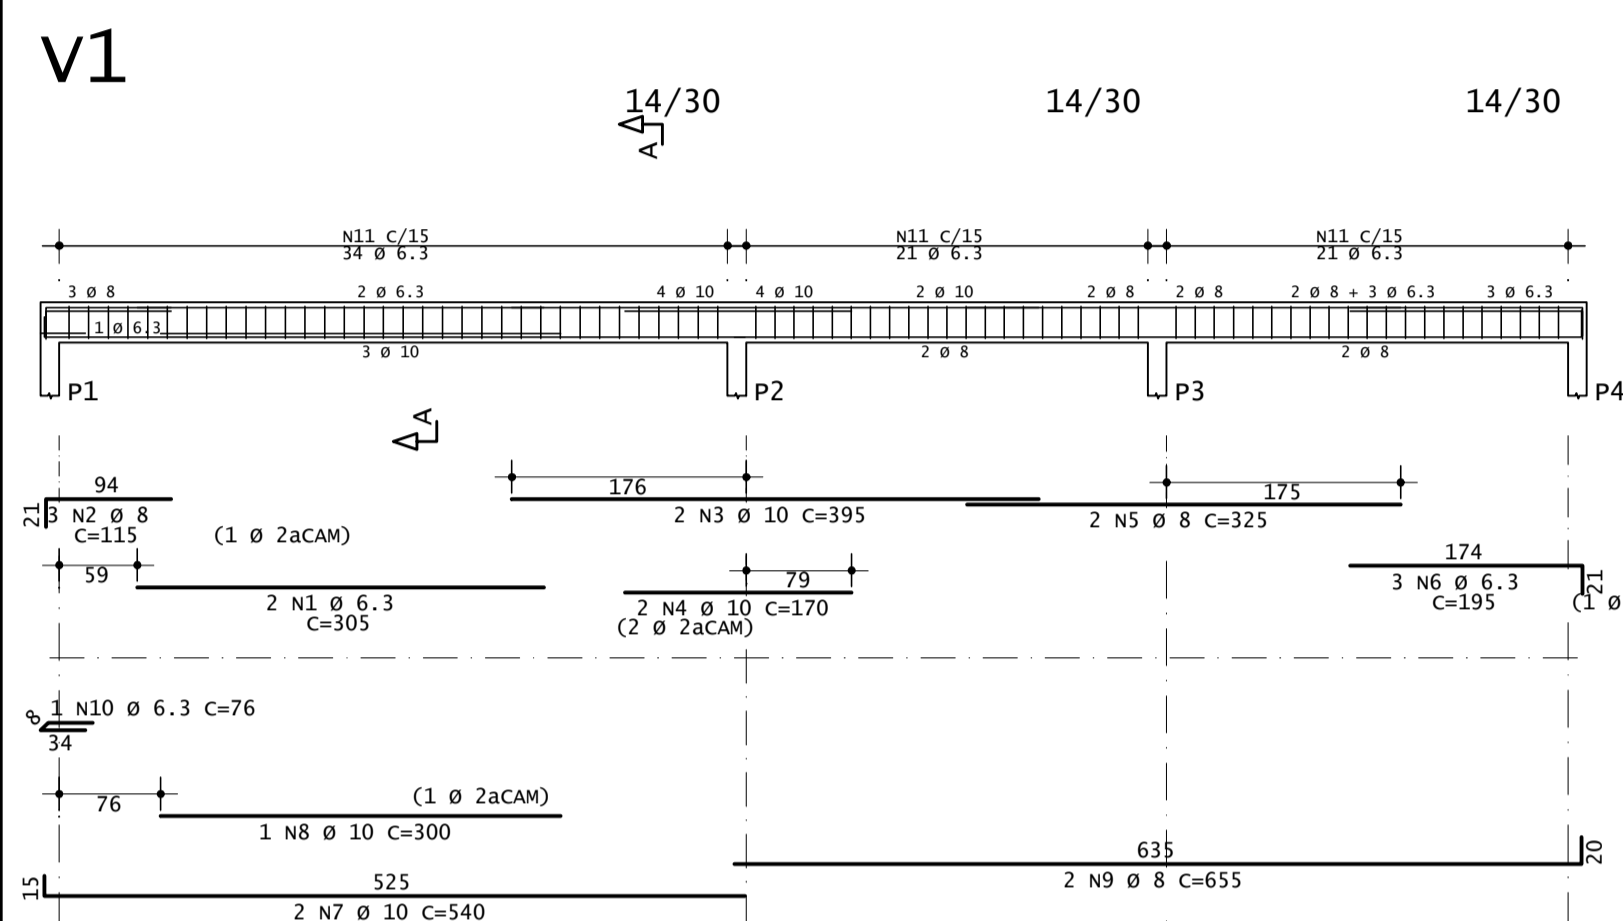 V1
14/30 14/30 14/30
A
N11 C/15 N11 C/15 N11 C/15
34 Ø 6.3 21 Ø 6.3 21 Ø 6.3
3 Ø 8 2 Ø 6.3 4 Ø 10 4 Ø 10 2 Ø 10 2 Ø 8 2 Ø 8 2 Ø 8 + 3 Ø 6.3 3 Ø 6.3
1 Ø 6.3
3 Ø 10 2 Ø 8 2 Ø 8
P1 P2 P3 P4
A
94 176 175
21 3 N2 Ø 8 2 N3 Ø 10 C=395 2 N5 Ø 8 C=325
C=115 (1 Ø 2aCAM)
59 79 174
2 N1 Ø 6.3 2 N4 Ø 10 C=170 3 N6 Ø 6.3 21
C=305 (2 Ø 2aCAM) C=195 (1 Ø
8 1 N10 Ø 6.3 C=76
34
76 (1 Ø 2aCAM)
1 N8 Ø 10 C=300
635 20
15 525 2 N9 Ø 8 C=655
2 N7 Ø 10 C=540